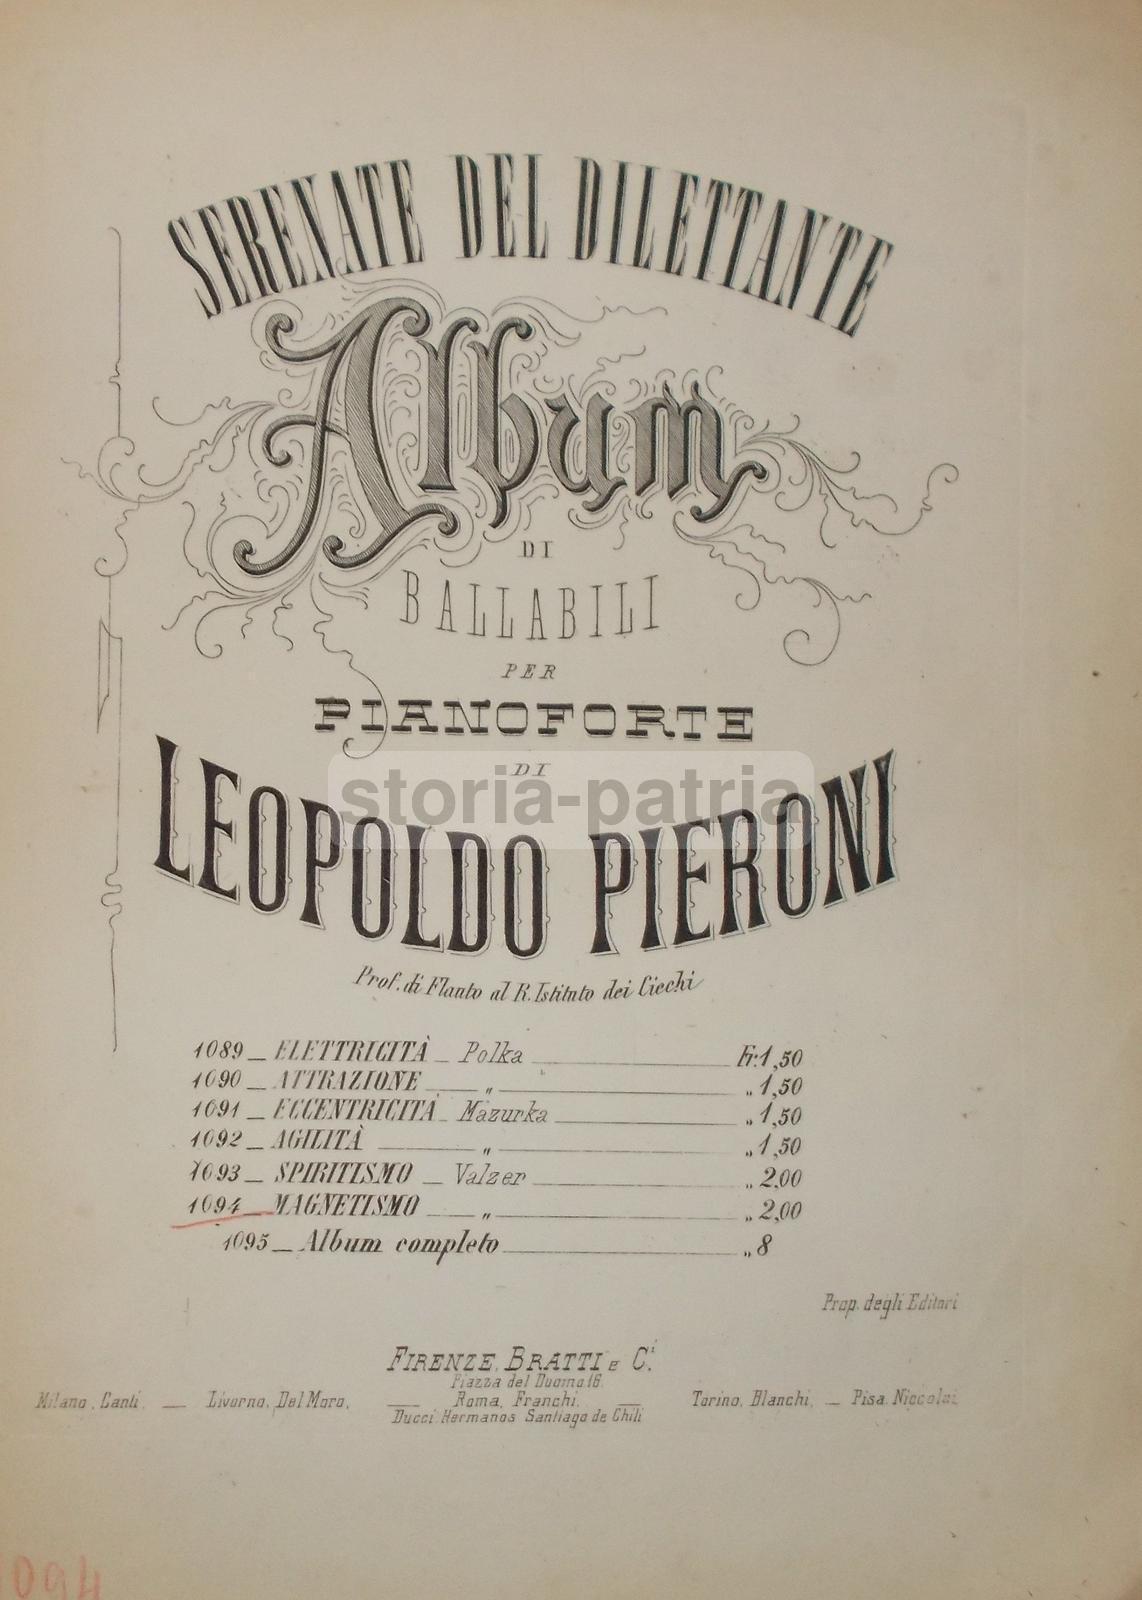 SERENATE DEL DILETTANTE
Album
DI
BALLABILI
PER
PIANOFORTE
DI
storia-patria
LEOPOLDO PIERONI
Prof. di Flauto al R. Istituto dei Ciechi
1089 _ ELETTRICITÀ _ Polka Fr. 1,50
1090 _ ATTRAZIONE „ „ 1,50
1091 _ ECCENTRICITÀ _ Mazurka „ 1,50
1092 _ AGILITÀ „ „ 1,50
1093 _ SPIRITISMO _ Valzer „ 2,00
1094 _ MAGNETISMO „ „ 2,00
1095 _ Album completo „ 8
Prop. degli Editori
FIRENZE, BRATTI e C.i
Piazza del Duomo 16.
Milano, Canti. _ Livorno, Del Moro, _ Roma, Franchi. _ Torino, Blanchi, _ Pisa. Niccolai
Ducci Hermanos Santiago de Chili
1094